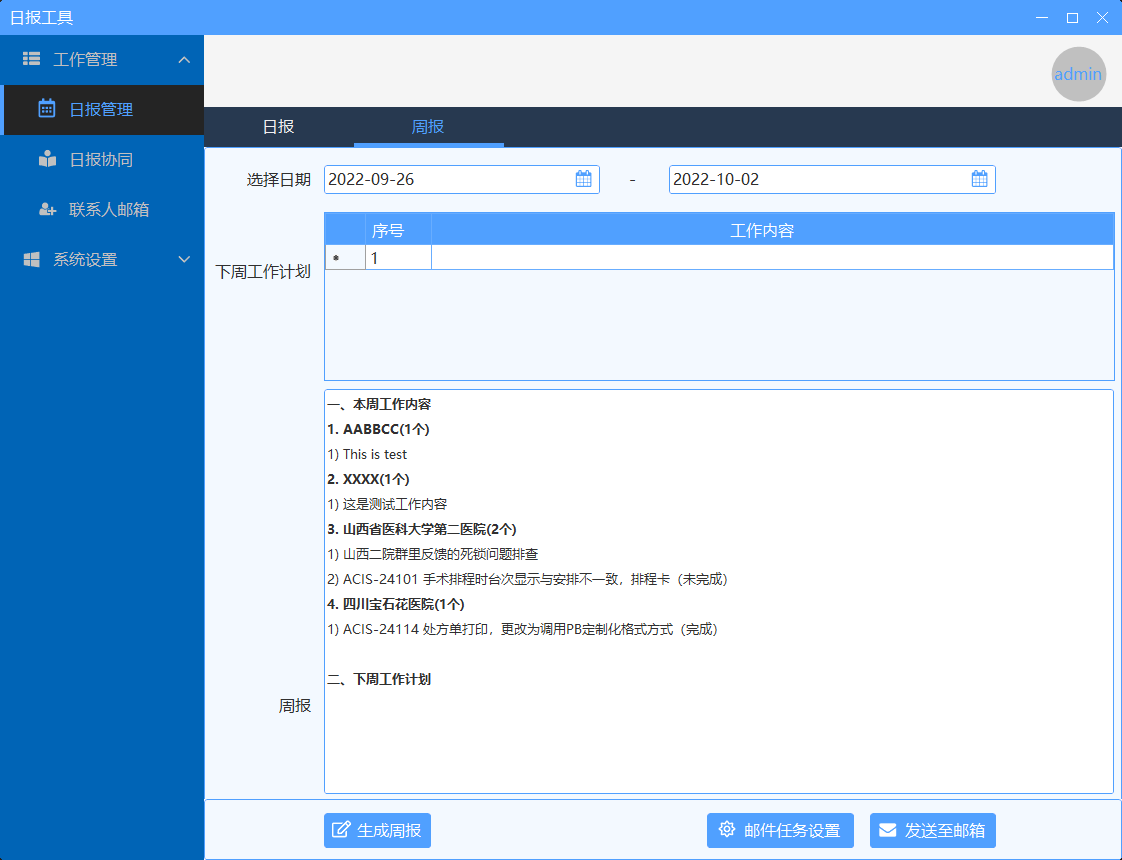 日报工具
工作管理
日报管理
日报协同
联系人邮箱
系统设置
admin
日报 周报
选择日期 2022-09-26 - 2022-10-02
下周工作计划
序号 工作内容
* 1
周报
一、本周工作内容
1. AABBCC(1个)
1) This is test
2. XXXX(1个)
1) 这是测试工作内容
3. 山西省医科大学第二医院(2个)
1) 山西二院群里反馈的死锁问题排查
2) ACIS-24101 手术排程时台次显示与安排不一致，排程卡（未完成）
4. 四川宝石花医院(1个)
1) ACIS-24114 处方单打印，更改为调用PB定制化格式方式（完成）
二、下周工作计划
生成周报 邮件任务设置 发送至邮箱